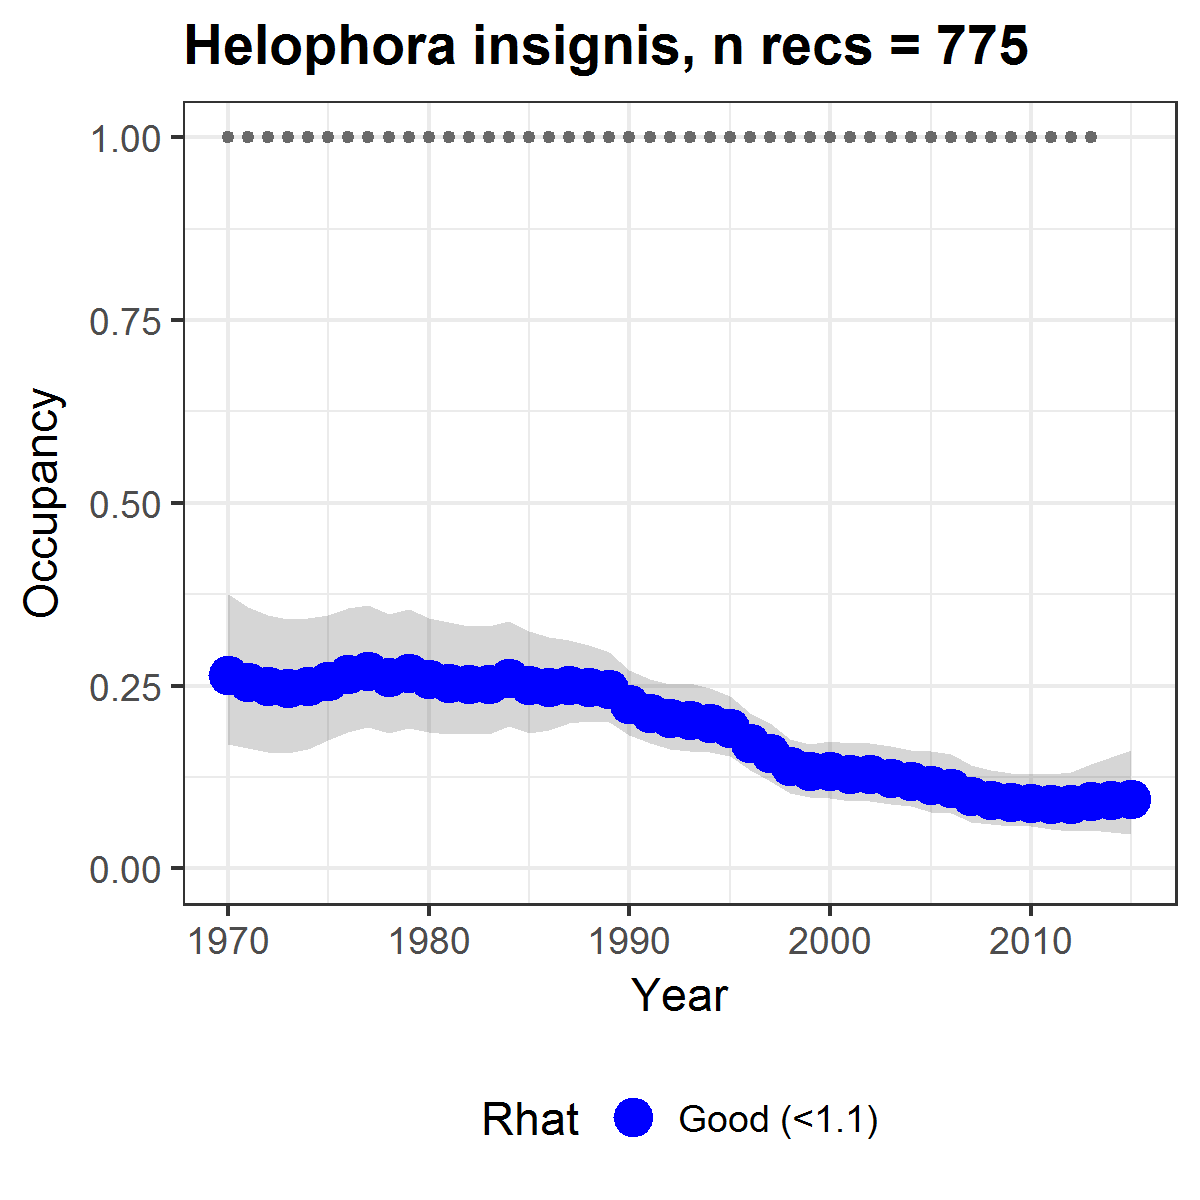 Helophora insignis, n recs = 775
1.00
0.75
0.50
0.25
0.00
Occupancy
1970 1980 1990 2000 2010
Year
Rhat Good (<1.1)